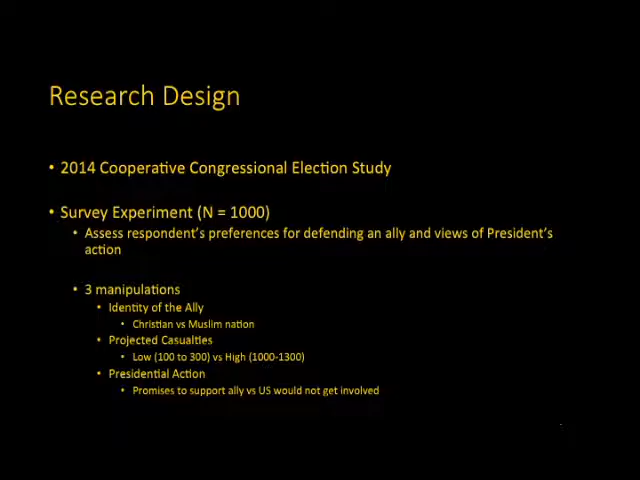 Research Design
• 2014 Cooperative Congressional Election Study
• Survey Experiment (N = 1000)
• Assess respondent's preferences for defending an ally and views of President's
action
• 3 manipulations
• Identity of the Ally
• Christian vs Muslim nation
• Projected Casualties
• Low (100 to 300) vs High (1000-1300)
• Presidential Action
• Promises to support ally vs US would not get involved